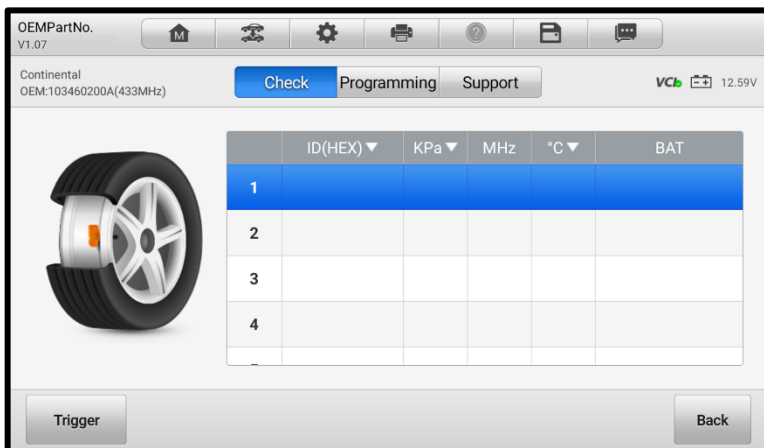 OEMPartNo.
V1.07
M
Continental
OEM:103460200A(433MHz)
Check Programming Support
VCI 12.59V
ID(HEX) KPa MHz °C BAT
1
2
3
4
Trigger Back